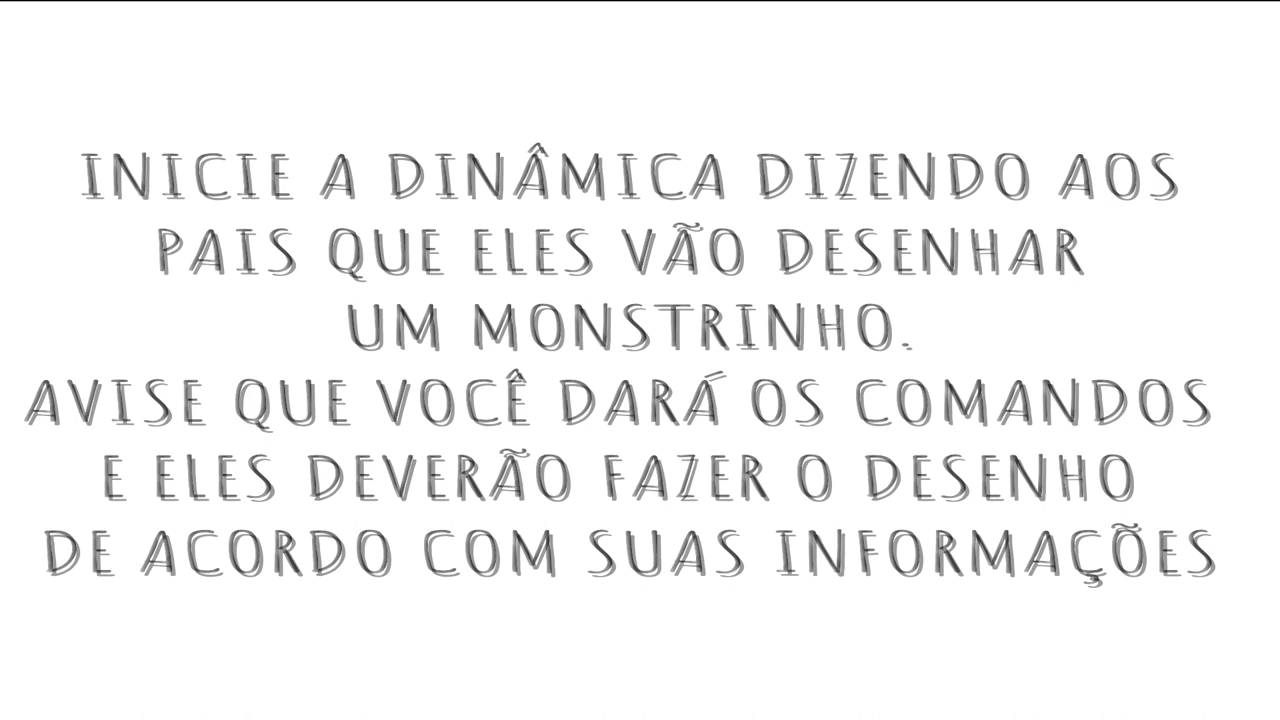 INICIE A DINÂMICA DIZENDO AOS
PAIS QUE ELES VÃO DESENHAR
UM MONSTRINHO.
AVISE QUE VOCÊ DARÁ OS COMANDOS
E ELES DEVERÃO FAZER O DESENHO
DE ACORDO COM SUAS INFORMAÇÕES